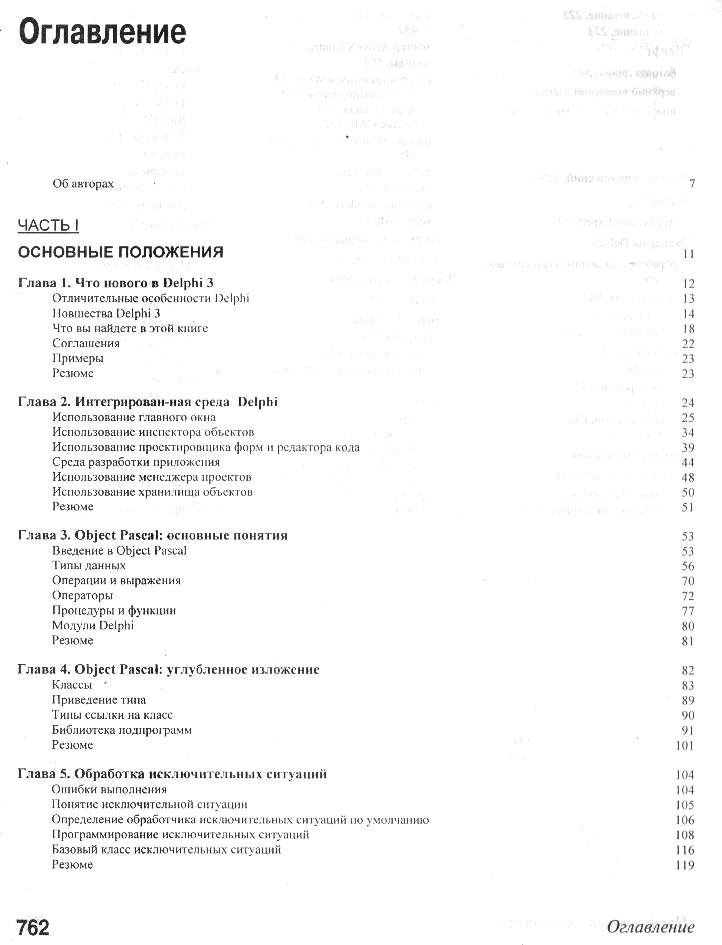 Оглавление
Об авторах 7
ЧАСТЬ I
ОСНОВНЫЕ ПОЛОЖЕНИЯ 11
Глава 1. Что нового в Delphi 3 12
Отличительные особенности Delphi 13
Новшества Delphi 3 14
Что вы найдете в этой книге 18
Соглашения 22
Примеры 23
Резюме 23
Глава 2. Интегрирован-ная среда Delphi 24
Использование главного окна 25
Использование инспектора объектов 34
Использование проектировщика форм и редактора кода 39
Среда разработки приложения 44
Использование менеджера проектов 48
Использование хранилища объектов 50
Резюме 51
Глава 3. Object Pascal: основные понятия 53
Введение в Object Pascal 53
Типы данных 56
Операции и выражения 70
Операторы 72
Процедуры и функции 77
Модули Delphi 80
Резюме 81
Глава 4. Object Pascal: углубленное изложение 82
Классы 83
Приведение типа 89
Типы ссылки на класс 90
Библиотека подпрограмм 91
Резюме 101
Глава 5. Обработка исключительных ситуаций 104
Ошибки выполнения 104
Понятие исключительной ситуации 105
Определение обработчика исключительных ситуаций по умолчанию 106
Программирование исключительных ситуаций 108
Базовый класс исключительных ситуаций 116
Резюме 119
762 Оглавление